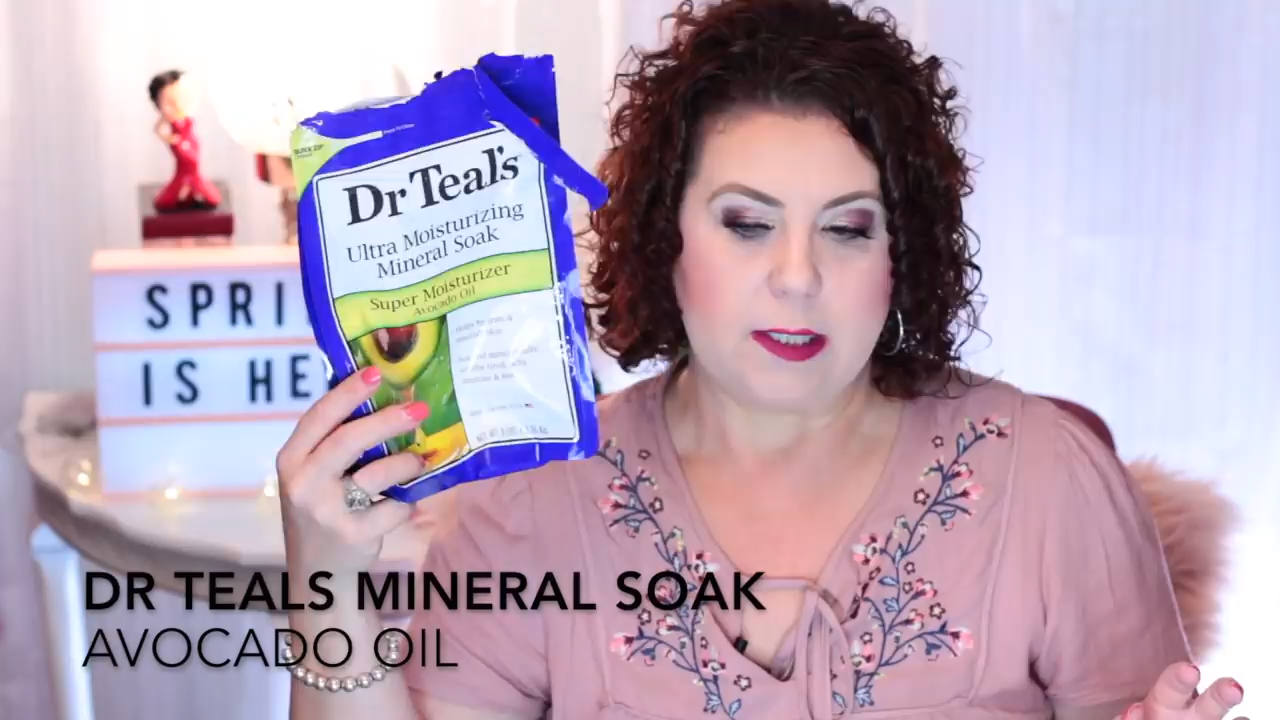 Dr Teal's
Ultra Moisturizing
Mineral Soak
Super Moisturizer
Avocado Oil
SPRI
IS HE
DR TEALS MINERAL SOAK
AVOCADO OIL